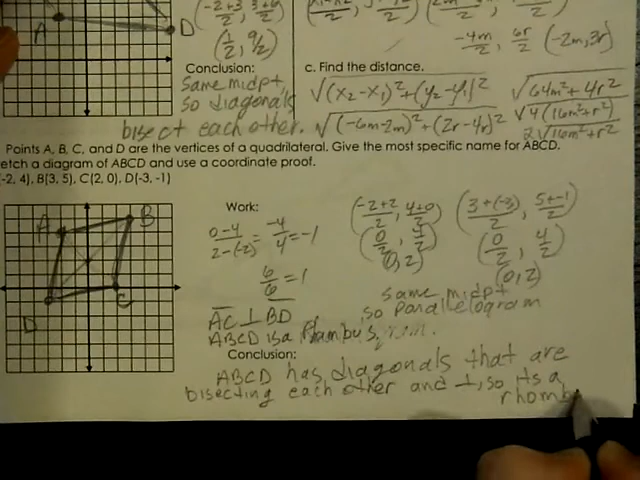 A
D
(-2+3/2, 3+6/2)
(1/2, 9/2)
-4m/2, 6r/2 (-2m, 3r)
Conclusion:
Same midpt
so diagonals
bisect each other.
c. Find the distance.
√(x₂-x₁)²+(y₂-y₁)²
√(-6m-2m)²+(2r-4r)²
√64m²+4r²
√4(16m²+r²)
2√16m²+r²
Points A, B, C, and D are the vertices of a quadrilateral. Give the most specific name for ABCD.
etch a diagram of ABCD and use a coordinate proof.
-2, 4), B(3, 5), C(2, 0), D(-3, -1)
A
B
C
D
Work:
0-4/2-(-2) = -4/4 = -1
6/6 = 1
AC ⊥ BD
ABCD is a rhombus
(-2+2/2, 4+0/2)
(0/2, 4/2)
(0, 2)
(3+(-3)/2, 5+-1/2)
(0/2, 4/2)
(0, 2)
same midpt
so parallelogram
Conclusion:
ABCD has diagonals that are
bisecting each other and ⊥, so its a
rhomb